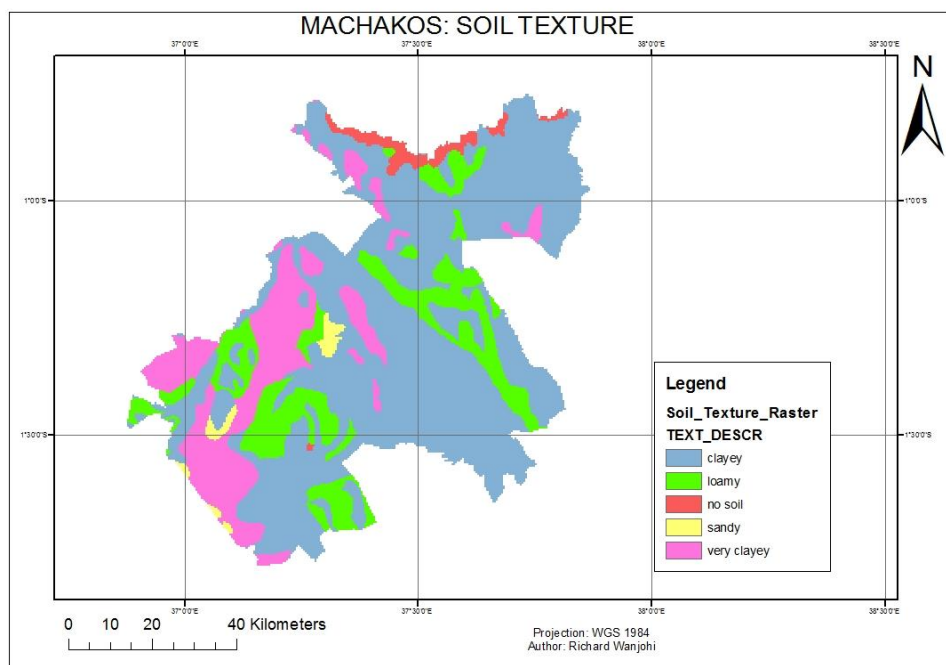 MACHAKOS: SOIL TEXTURE
37°0'0"E 37°30'0"E 38°0'0"E 38°30'0"E
N
1°0'0"S 1°0'0"S
1°30'0"S 1°30'0"S
Legend
Soil_Texture_Raster
TEXT_DESCR
clayey
loamy
no soil
sandy
very clayey
37°0'0"E 37°30'0"E 38°0'0"E 38°30'0"E
0 10 20 40 Kilometers
Projection: WGS 1984
Author: Richard Wanjohi